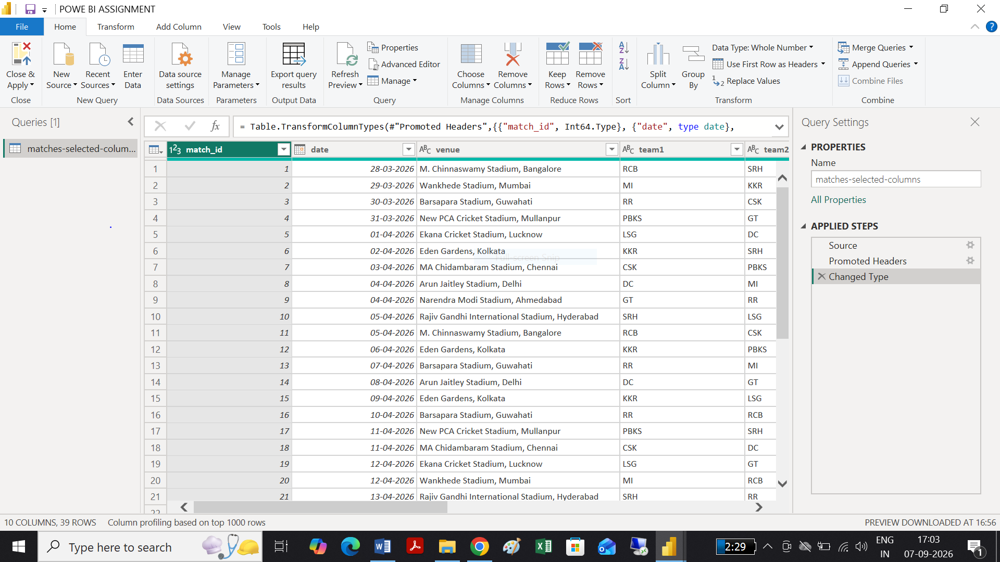 POWE BI ASSIGNMENT
File Home Transform Add Column View Tools Help
Close & Apply
New Source
Recent Sources
Enter Data
Data source settings
Manage Parameters
Export query results
Refresh Preview
Properties
Advanced Editor
Manage
Choose Columns
Remove Columns
Keep Rows
Remove Rows
Split Column
Group By
Data Type: Whole Number
Use First Row as Headers
Replace Values
Merge Queries
Append Queries
Combine Files
Close New Query Data Sources Parameters Output Data Query Manage Columns Reduce Rows Sort Transform Combine
Queries [1]
matches-selected-colum...
fx = Table.TransformColumnTypes(#"Promoted Headers",{{"match_id", Int64.Type}, {"date", type date},
match_id date venue team1 team2
1 1 28-03-2026 M. Chinnaswamy Stadium, Bangalore RCB SRH
2 2 29-03-2026 Wankhede Stadium, Mumbai MI KKR
3 3 30-03-2026 Barsapara Stadium, Guwahati RR CSK
4 4 31-03-2026 New PCA Cricket Stadium, Mullanpur PBKS GT
5 5 01-04-2026 Ekana Cricket Stadium, Lucknow LSG DC
6 6 02-04-2026 Eden Gardens, Kolkata KKR SRH
Full-screen Snip
7 7 03-04-2026 MA Chidambaram Stadium, Chennai CSK PBKS
8 8 04-04-2026 Arun Jaitley Stadium, Delhi DC MI
9 9 04-04-2026 Narendra Modi Stadium, Ahmedabad GT RR
10 10 05-04-2026 Rajiv Gandhi International Stadium, Hyderabad SRH LSG
11 11 05-04-2026 M. Chinnaswamy Stadium, Bangalore RCB CSK
12 12 06-04-2026 Eden Gardens, Kolkata KKR PBKS
13 13 07-04-2026 Barsapara Stadium, Guwahati RR MI
14 14 08-04-2026 Arun Jaitley Stadium, Delhi DC GT
15 15 09-04-2026 Eden Gardens, Kolkata KKR LSG
16 16 10-04-2026 Barsapara Stadium, Guwahati RR RCB
17 17 11-04-2026 New PCA Cricket Stadium, Mullanpur PBKS SRH
18 18 11-04-2026 MA Chidambaram Stadium, Chennai CSK DC
19 19 12-04-2026 Ekana Cricket Stadium, Lucknow LSG GT
20 20 12-04-2026 Wankhede Stadium, Mumbai MI RCB
21 21 13-04-2026 Rajiv Gandhi International Stadium, Hyderabad SRH RR
22
Query Settings
PROPERTIES
Name
matches-selected-columns
All Properties
APPLIED STEPS
Source
Promoted Headers
Changed Type
10 COLUMNS, 39 ROWS Column profiling based on top 1000 rows
PREVIEW DOWNLOADED AT 16:56
Type here to search
2:29
ENG
IN
17:03
07-09-2026
1